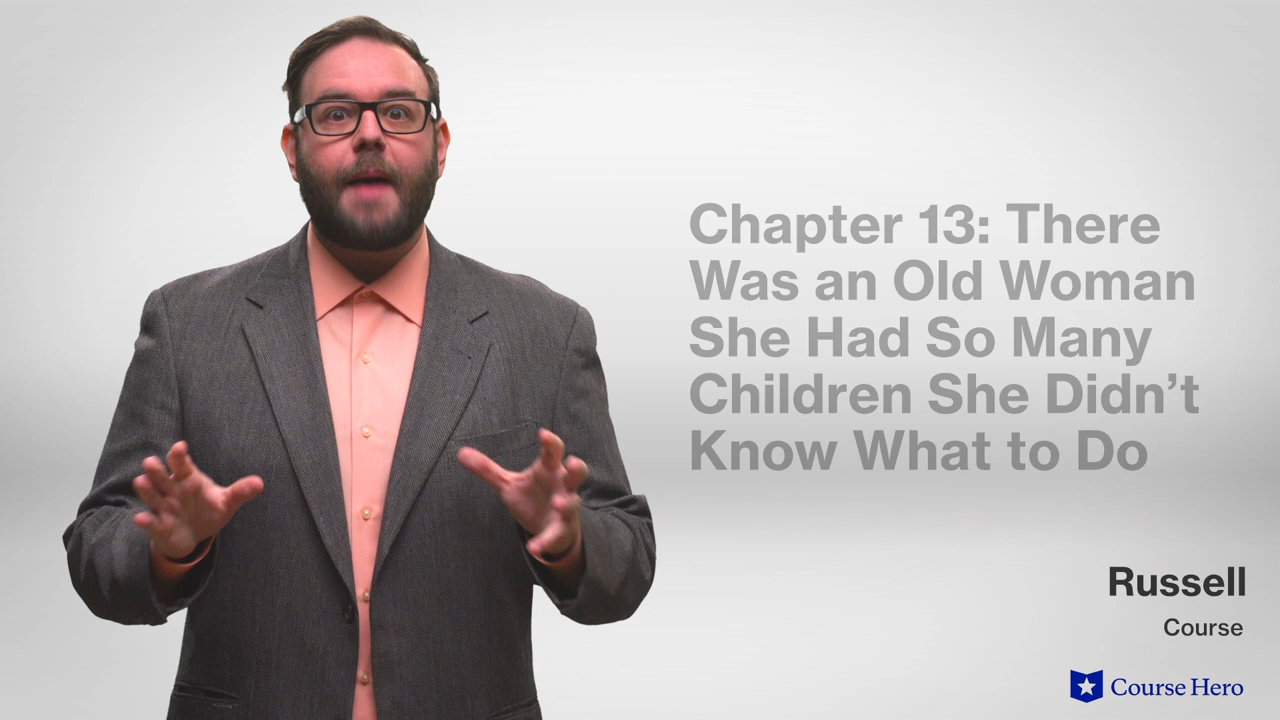 Chapter 13: There
Was an Old Woman
She Had So Many
Children She Didn’t
Know What to Do
Russell
Course
Course Hero